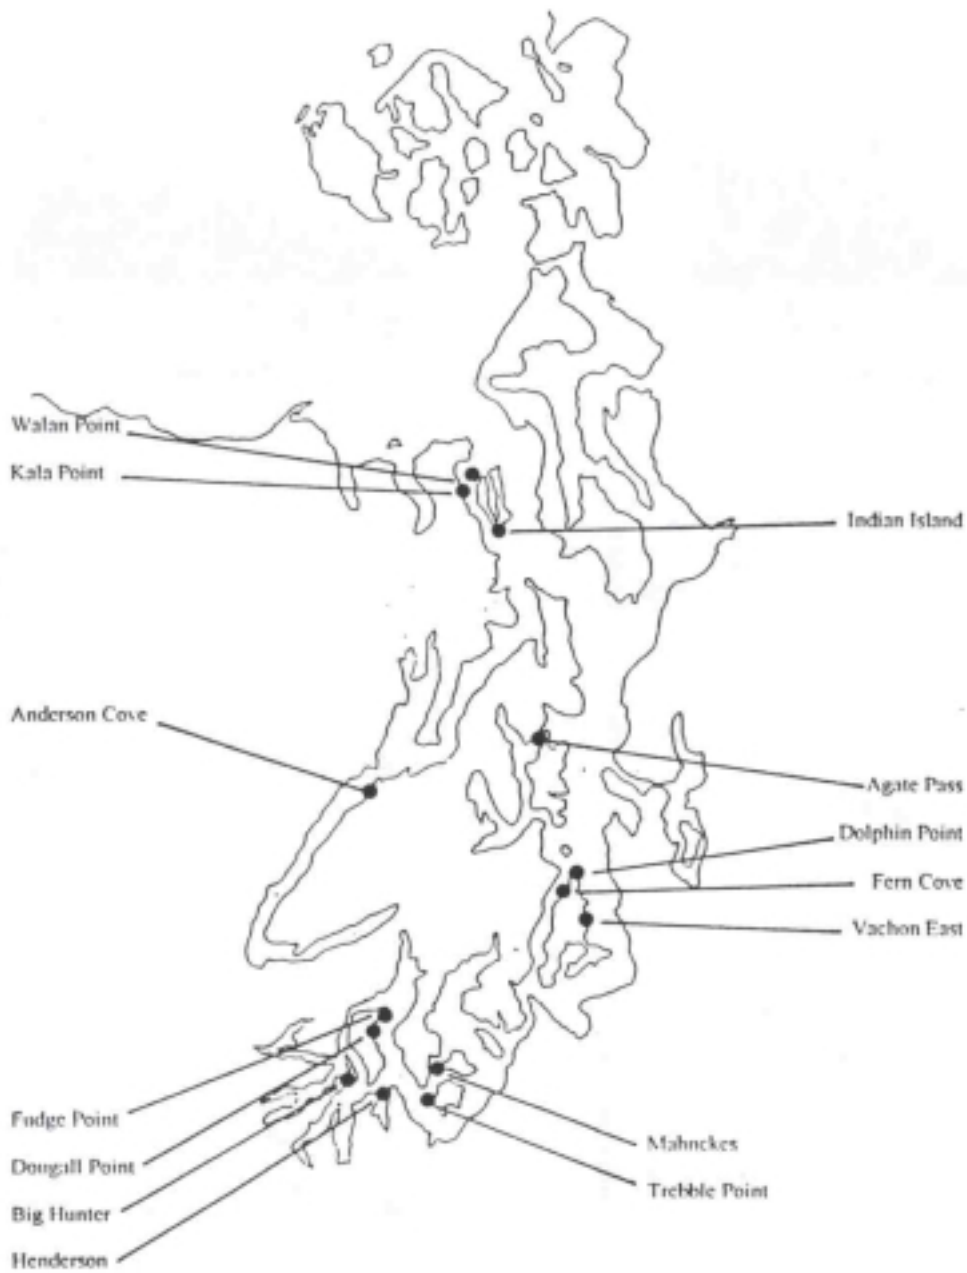 Walan Point
Kala Point
Indian Island
Anderson Cove
Agate Pass
Dolphin Point
Fern Cove
Vachon East
Fudge Point
Dougall Point
Big Hunter
Henderson
Mahnckes
Trebble Point